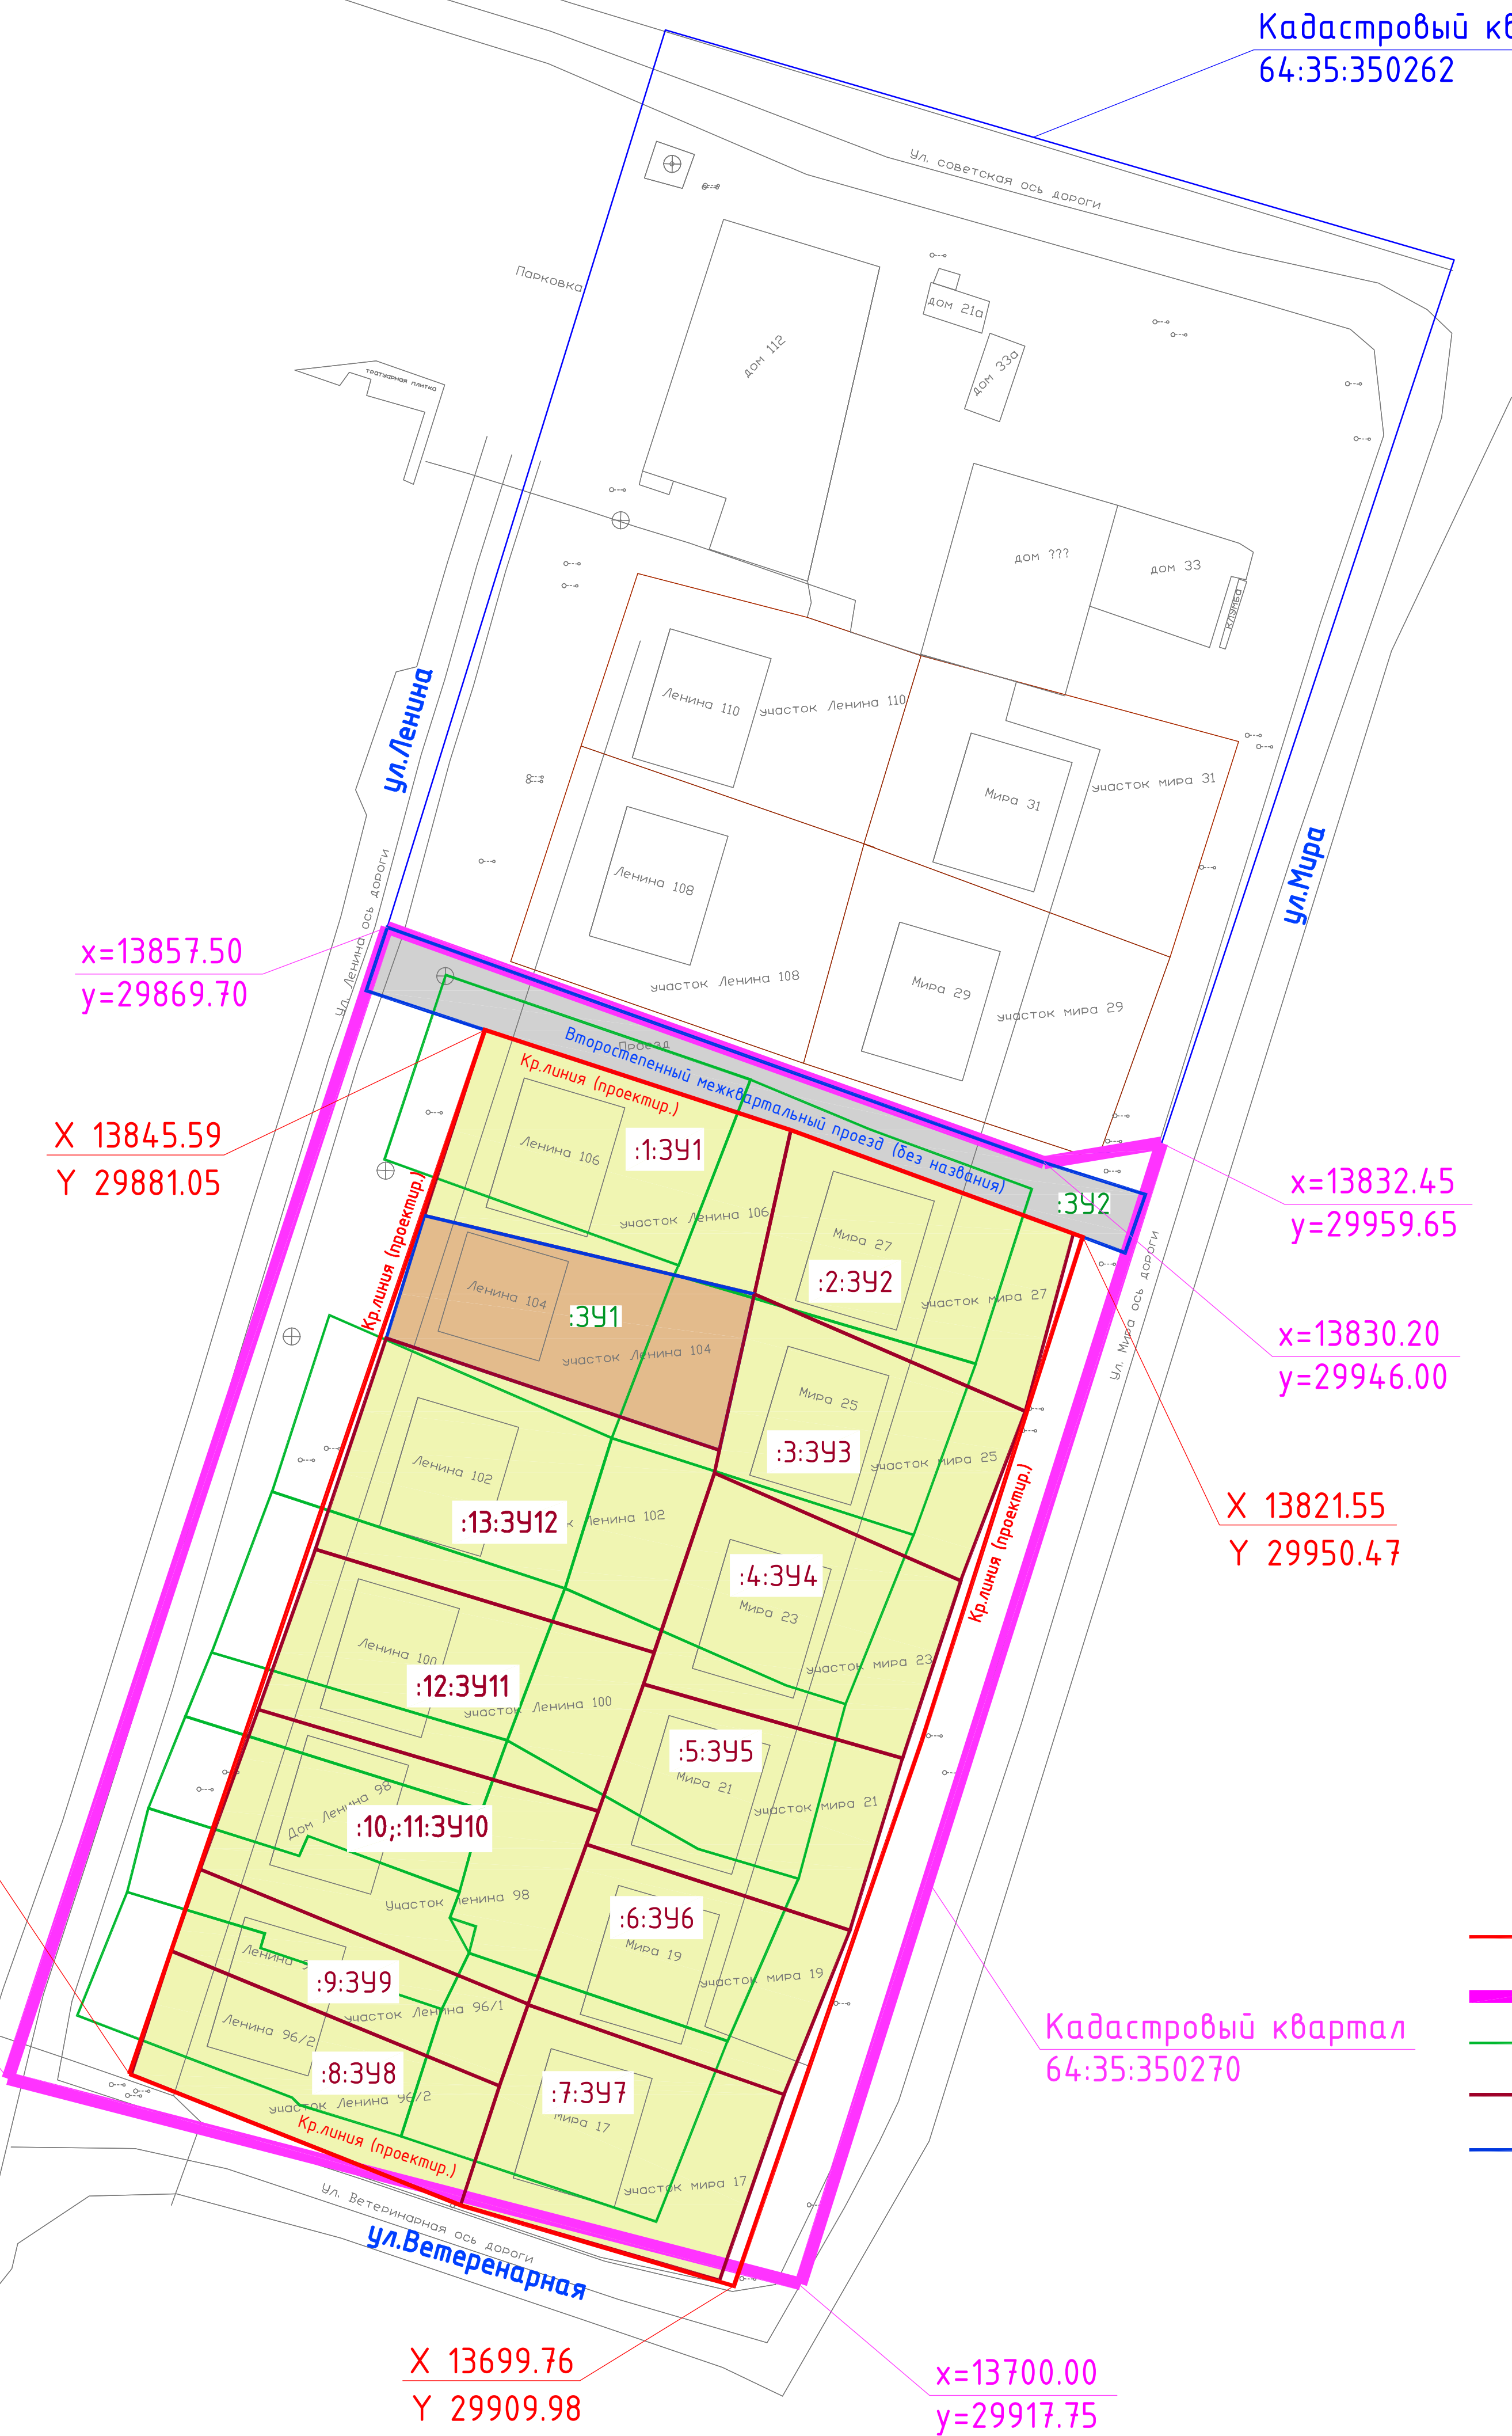 Кадастровый кв
64:35:350262
Ул. советская ось дороги
Парковка
дом 21а
тратуарная плитка
дом 112
дом 33а
дом ???
дом 33
клумба
ул.Ленина
Ленина 110
участок Ленина 110
Мира 31
участок мира 31
Ленина 108
участок Ленина 108
ул.Мира
Ул. Ленина ось дороги
Мира 29
участок мира 29
x=13857.50
y=29869.70
Проезд
Второстепенный межквартальный проезд (без названия)
Кр.линия (проектир.)
X 13845.59
Y 29881.05
Ленина 106
:1:ЗУ1
участок Ленина 106
:ЗУ2
x=13832.45
y=29959.65
Кр.линия (проектир.)
Мира 27
:2:ЗУ2
участок мира 27
Ленина 104
:ЗУ1
участок Ленина 104
Ул. Мира ось дороги
x=13830.20
y=29946.00
Мира 25
:3:ЗУ3
участок мира 25
Ленина 102
:13:ЗУ12
к Ленина 102
X 13821.55
Y 29950.47
Кр.линия (проектир.)
:4:ЗУ4
Мира 23
участок мира 23
Ленина 100
:12:ЗУ11
участок Ленина 100
:5:ЗУ5
Мира 21
участок мира 21
Дом Ленина 98
:10;:11:ЗУ10
Участок ленина 98
:6:ЗУ6
Мира 19
участок мира 19
Ленина 9
:9:ЗУ9
участок Ленина 96/1
Ленина 96/2
:8:ЗУ8
участок Ленина 96/2
:7:ЗУ7
Мира 17
участок мира 17
Кр.линия (проектир.)
Кадастровый квартал
64:35:350270
Ул. Ветеринарная ось дороги
ул.Ветеренарная
X 13699.76
Y 29909.98
x=13700.00
y=29917.75